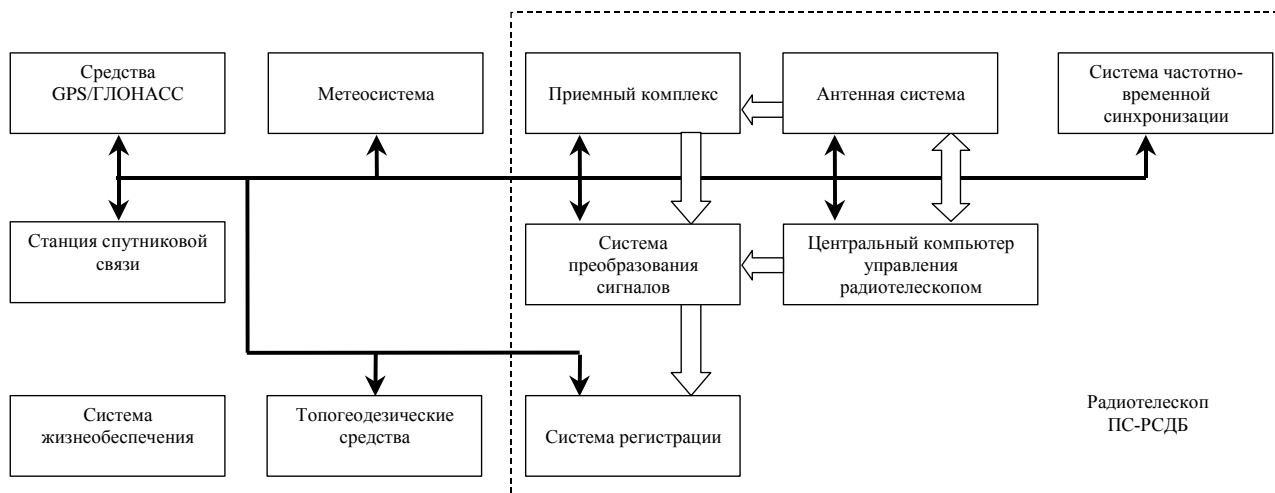 Средства
GPS/ГЛОНАСС
Метеосистема
Приемный комплекс
Антенная система
Система частотно-
временной
синхронизации
Станция спутниковой
связи
Система
преобразования
сигналов
Центральный компьютер
управления
радиотелескопом
Система
жизнеобеспечения
Топогеодезические
средства
Система регистрации
Радиотелескоп
ПС-РСДБ